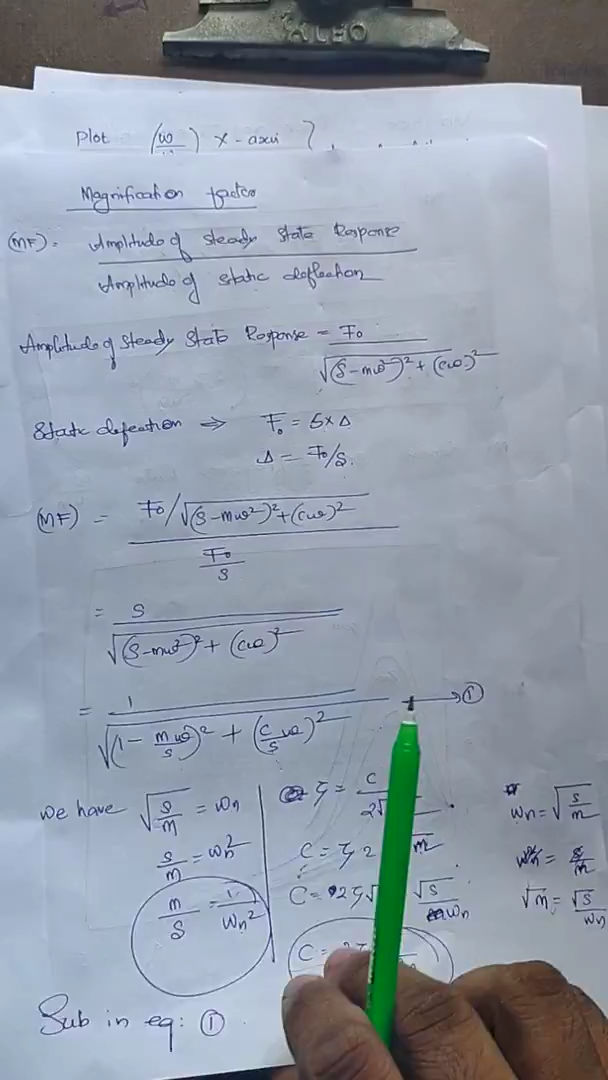 Plot (ω/ ) x-axis
Magnification factor
(MF) = Amplitude of steady state Response
Amplitude of static deflection
Amplitude of steady state Response = F₀
√(S-mω²)² + (cω)²
Static deflection ⇒ F₀ = S×Δ
Δ = F₀/S.
(MF) = F₀/√(S-mω²)²+(cω)²
F₀
S
= S
√(S-mω²)² + (cω)²
= 1 → ①
√(1- mω²/S)² + (c/S ω)²
we have √S/m = ωn
S/m = ωn²
m/S = 1/ωn²
ζ = C
2√
C = ζ 2 m
C = 2ζ√ √S
ωn
C =
ωn = √S/m
√m = √S/ωn
Sub in eq: ①